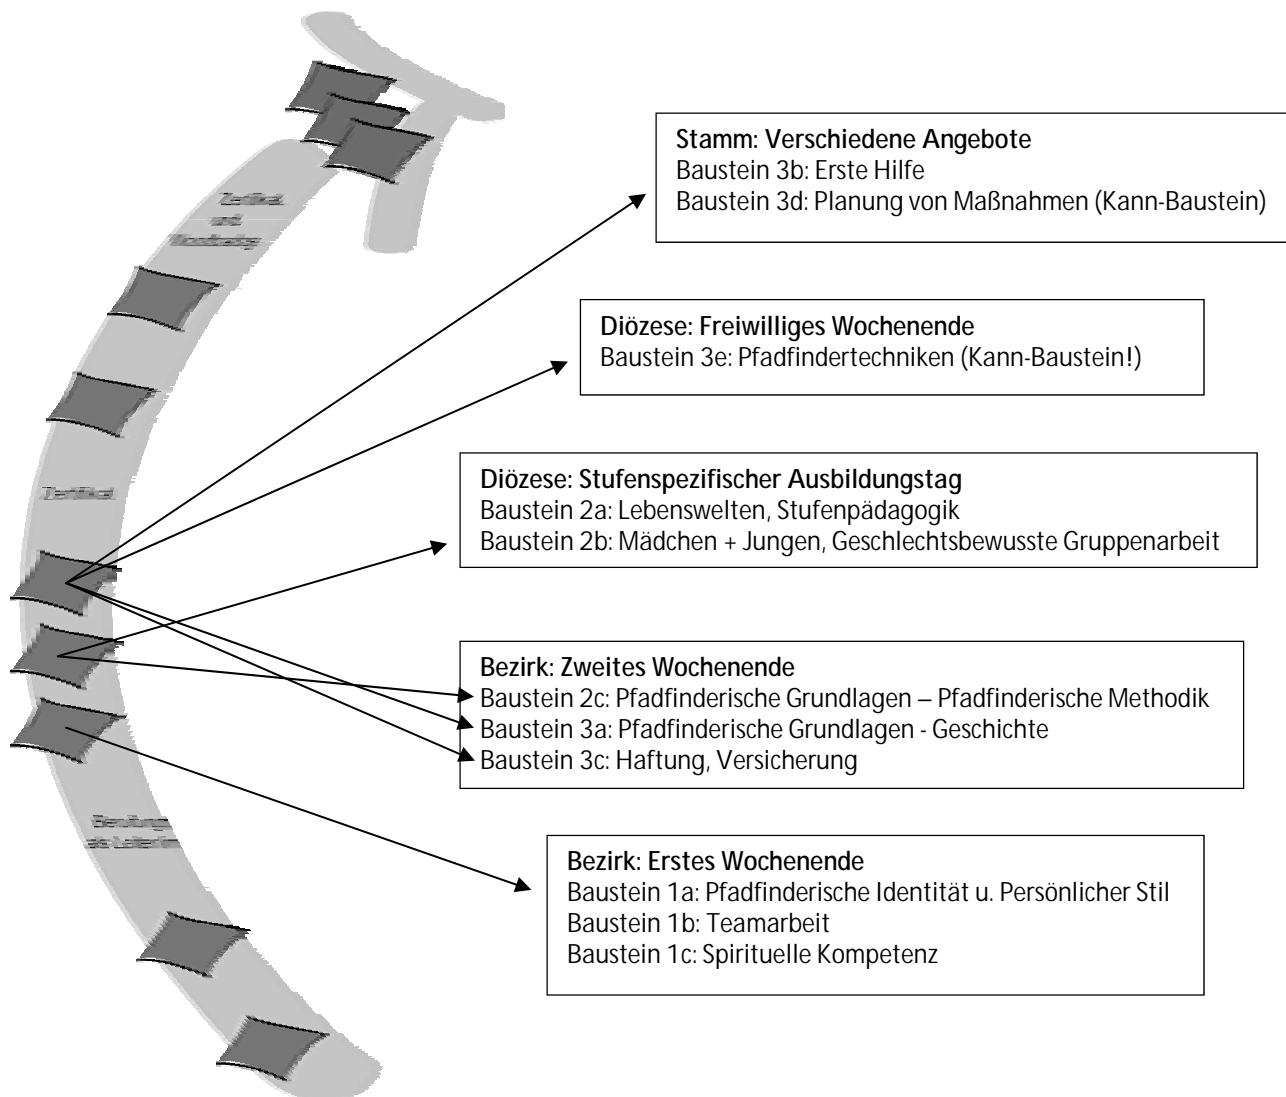 Stamm: Verschiedene Angebote
Baustein 3b: Erste Hilfe
Baustein 3d: Planung von Maßnahmen (Kann-Baustein)
Diözese: Freiwilliges Wochenende
Baustein 3e: Pfadfindertechniken (Kann-Baustein!)
Diözese: Stufenspezifischer Ausbildungstag
Baustein 2a: Lebenswelten, Stufenpädagogik
Baustein 2b: Mädchen + Jungen, Geschlechtsbewusste Gruppenarbeit
Bezirk: Zweites Wochenende
Baustein 2c: Pfadfinderische Grundlagen – Pfadfinderische Methodik
Baustein 3a: Pfadfinderische Grundlagen - Geschichte
Baustein 3c: Haftung, Versicherung
Bezirk: Erstes Wochenende
Baustein 1a: Pfadfinderische Identität u. Persönlicher Stil
Baustein 1b: Teamarbeit
Baustein 1c: Spirituelle Kompetenz